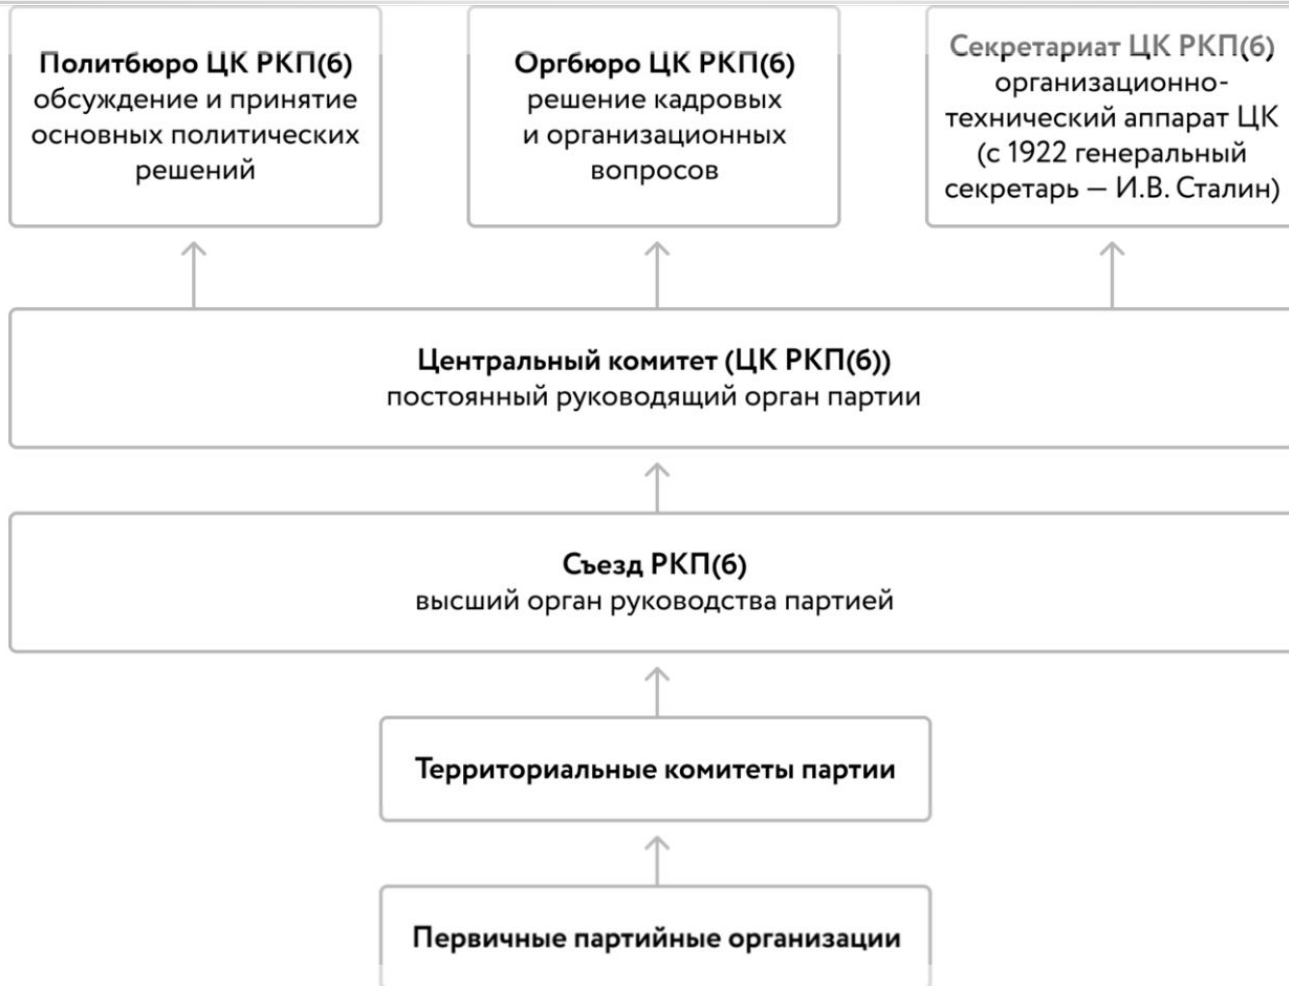 Политбюро ЦК РКП(б)
обсуждение и принятие
основных политических
решений
Оргбюро ЦК РКП(б)
решение кадровых
и организационных
вопросов
Секретариат ЦК РКП(б)
организационно-
технический аппарат ЦК
(с 1922 генеральный
секретарь — И.В. Сталин)
Центральный комитет (ЦК РКП(б))
постоянный руководящий орган партии
Съезд РКП(б)
высший орган руководства партией
Территориальные комитеты партии
Первичные партийные организации